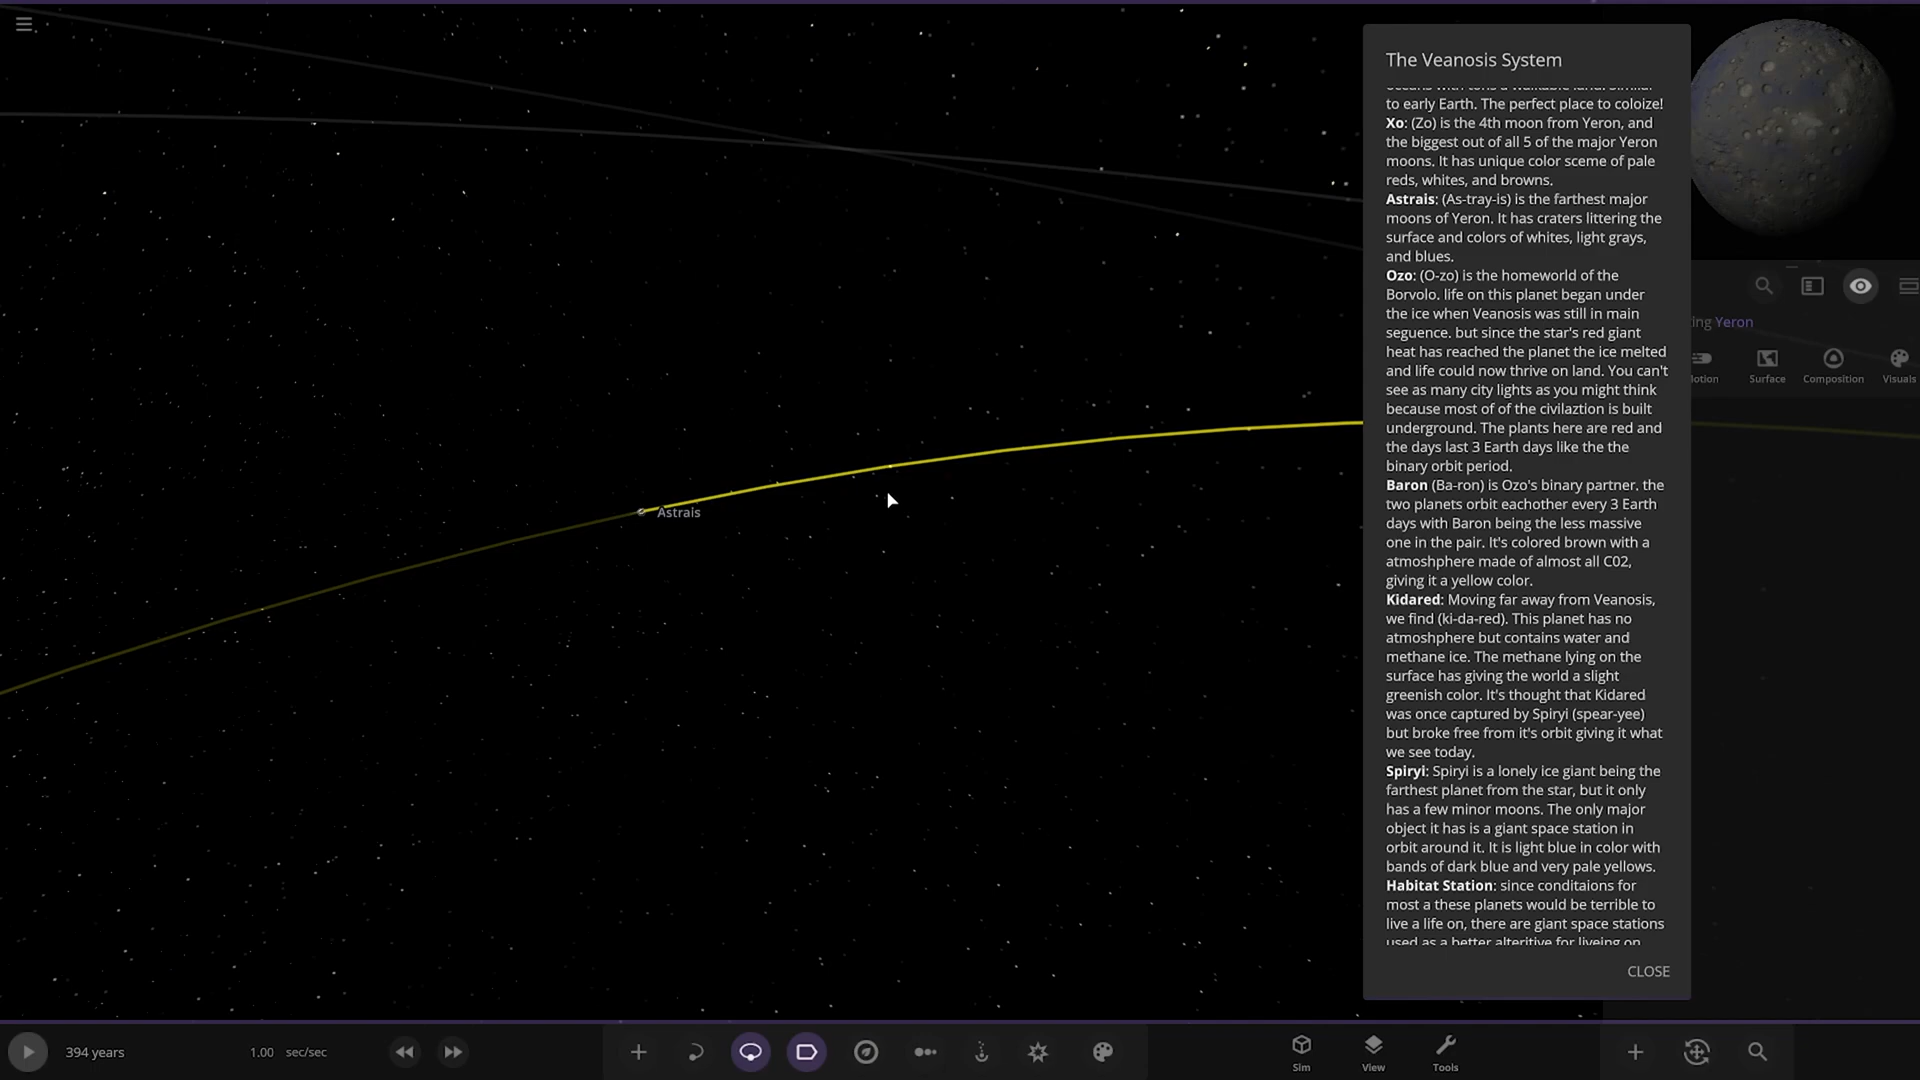 The Veanosis System
oceans with tons a walkable land. Similar
to early Earth. The perfect place to coloize!
Xo: (Zo) is the 4th moon from Yeron, and
the biggest out of all 5 of the major Yeron
moons. It has unique color sceme of pale
reds, whites, and browns.
Astrais: (As-tray-is) is the farthest major
moons of Yeron. It has craters littering the
surface and colors of whites, light grays,
and blues.
Ozo: (O-zo) is the homeworld of the
Borvolo. life on this planet began under
the ice when Veanosis was still in main
seguence. but since the star's red giant
heat has reached the planet the ice melted
and life could now thrive on land. You can't
see as many city lights as you might think
because most of of the civilaztion is built
underground. The plants here are red and
the days last 3 Earth days like the the
binary orbit period.
Baron (Ba-ron) is Ozo's binary partner. the
two planets orbit eachother every 3 Earth
days with Baron being the less massive
one in the pair. It's colored brown with a
atmoshphere made of almost all C02,
giving it a yellow color.
Kidared: Moving far away from Veanosis,
we find (ki-da-red). This planet has no
atmoshphere but contains water and
methane ice. The methane lying on the
surface has giving the world a slight
greenish color. It's thought that Kidared
was once captured by Spiryi (spear-yee)
but broke free from it's orbit giving it what
we see today.
Spiryi: Spiryi is a lonely ice giant being the
farthest planet from the star, but it only
has a few minor moons. The only major
object it has is a giant space station in
orbit around it. It is light blue in color with
bands of dark blue and very pale yellows.
Habitat Station: since conditaions for
most a these planets would be terrible to
live a life on, there are giant space stations
used as a better alteritive for liveing on
CLOSE
ing Yeron
lotion
Surface
Composition
Visuals
Astrais
394 years
1.00 sec/sec
Sim
View
Tools